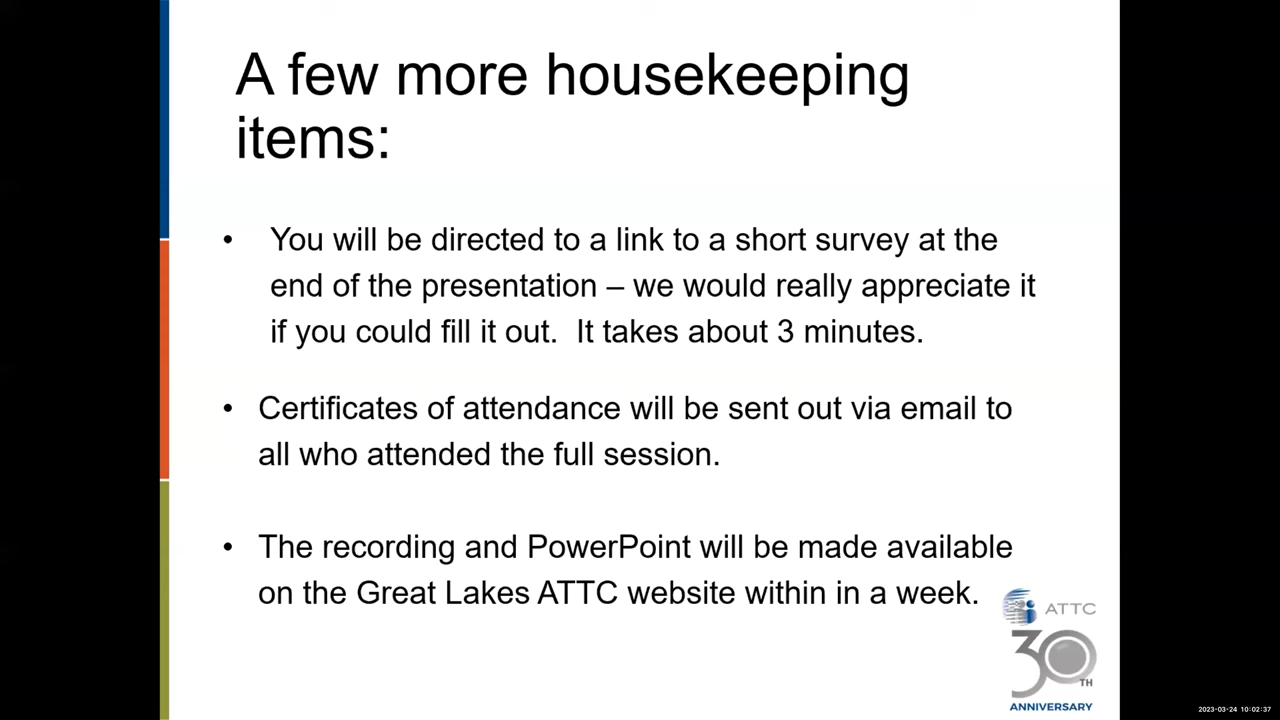 A few more housekeeping
items:
• You will be directed to a link to a short survey at the
end of the presentation – we would really appreciate it
if you could fill it out.  It takes about 3 minutes.
• Certificates of attendance will be sent out via email to
all who attended the full session.
• The recording and PowerPoint will be made available
on the Great Lakes ATTC website within in a week.
ATTC
30
TH
ANNIVERSARY
2023-03-24 10:02:37